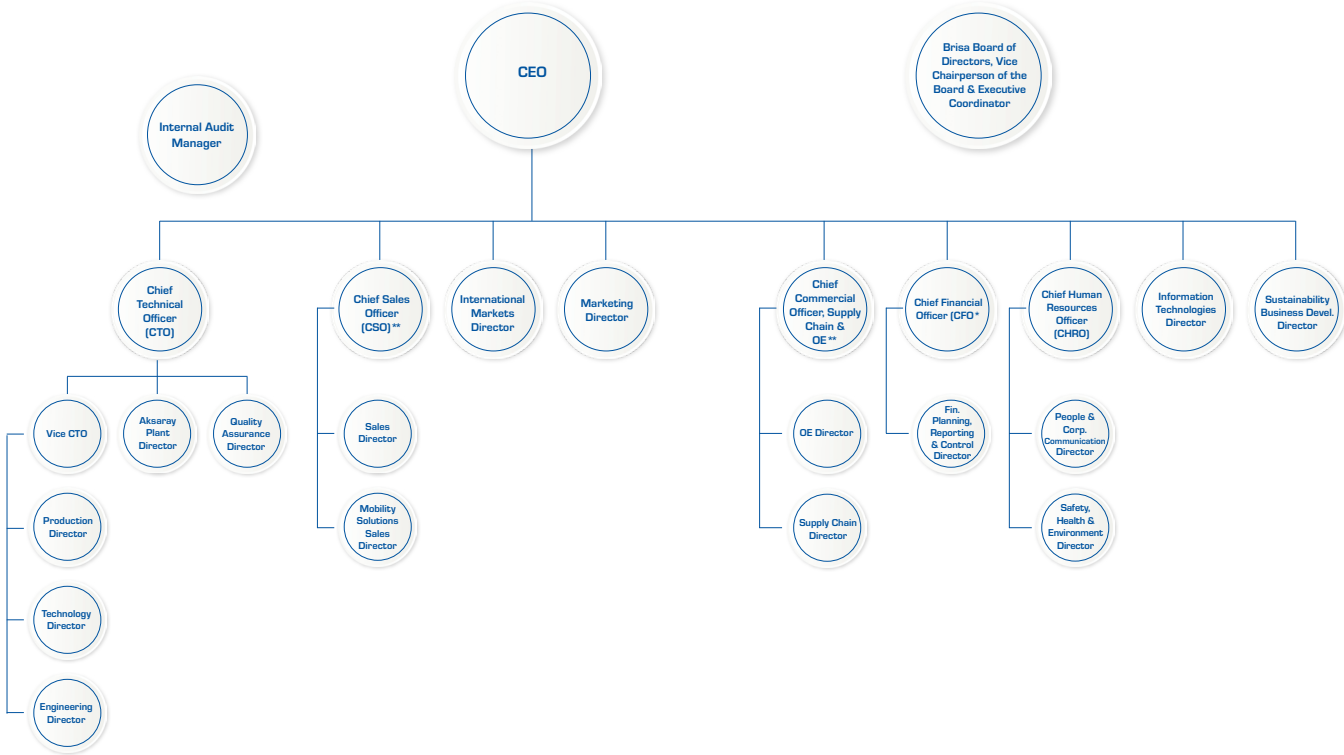 CEO
Brisa Board of
Directors, Vice
Chairperson of the
Board & Executive
Coordinator
Internal Audit
Manager
Chief
Technical
Officer
(CTO)
Chief Sales
Officer
(CSO) **
International
Markets
Director
Marketing
Director
Chief
Commercial
Officer, Supply
Chain &
OE **
Chief Financial
Officer (CFO *
Chief Human
Resources
Officer
(CHRO)
Information
Technologies
Director
Sustainability
Business Devel.
Director
Vice CTO
Aksaray
Plant
Director
Quality
Assurance
Director
Sales
Director
OE Director
Fin.
Planning,
Reporting
& Control
Director
People &
Corp.
Communication
Director
Production
Director
Mobility
Solutions
Sales
Director
Supply Chain
Director
Safety,
Health &
Environment
Director
Technology
Director
Engineering
Director